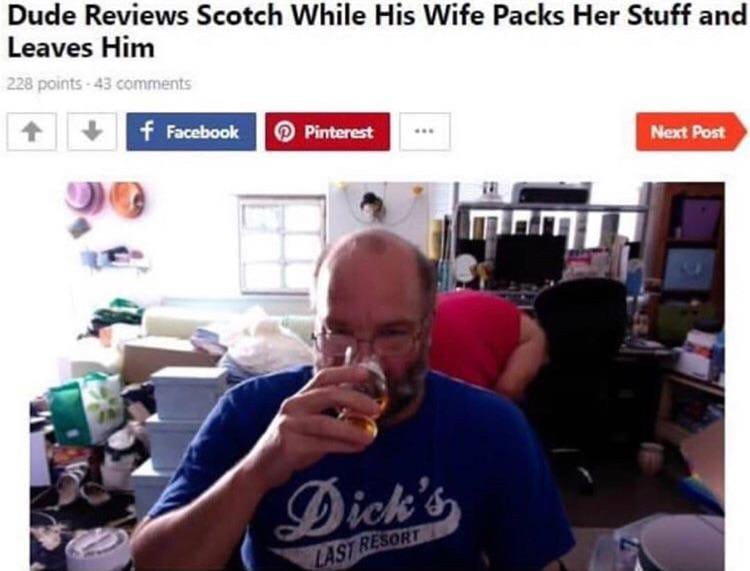 Dude Reviews Scotch While His Wife Packs Her Stuff and
Leaves Him
228 points - 43 comments
f Facebook
Pinterest
...
Next Post
Dick's
LAST RESORT